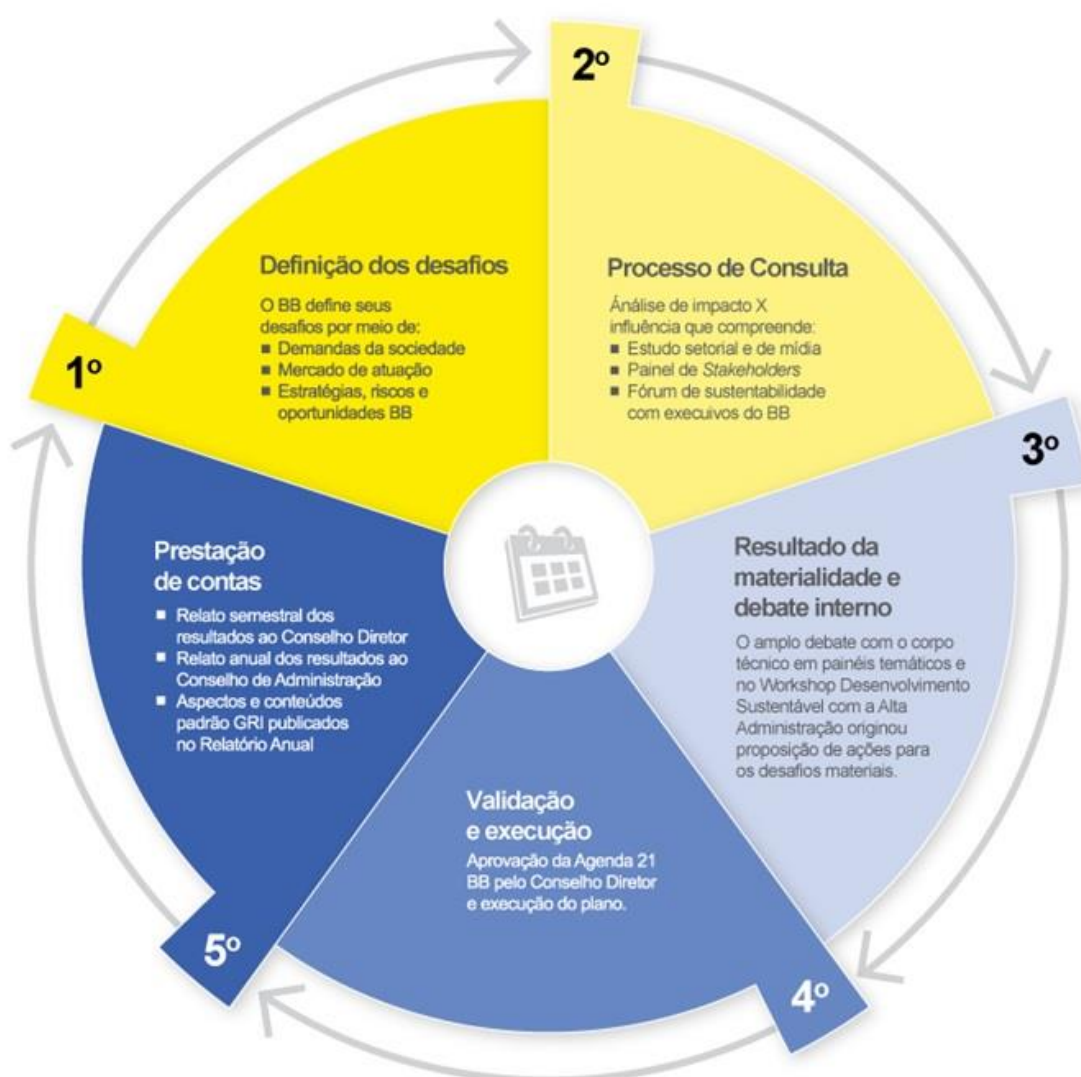 1º
Definição dos desafios
O BB define seus
desafios por meio de:
■ Demandas da sociedade
■ Mercado de atuação
■ Estratégias, riscos e
oportunidades BB
2º
Processo de Consulta
Ánálise de impacto X
influência que compreende:
■ Estudo setorial e de mídia
■ Painel de Stakeholders
■ Fórum de sustentabilidade
com execuivos do BB
3º
Resultado da
materialidade e
debate interno
O amplo debate com o corpo
técnico em painéis temáticos e
no Workshop Desenvolvimento
Sustentável com a Alta
Administração originou
proposição de ações para
os desafios materiais.
4º
Validação
e execução
Aprovação da Agenda 21
BB pelo Conselho Diretor
e execução do plano.
5º
Prestação
de contas
■ Relato semestral dos
resultados ao Conselho Diretor
■ Relato anual dos resultados ao
Conselho de Administração
■ Aspectos e conteúdos
padrão GRI publicados
no Relatório Anual